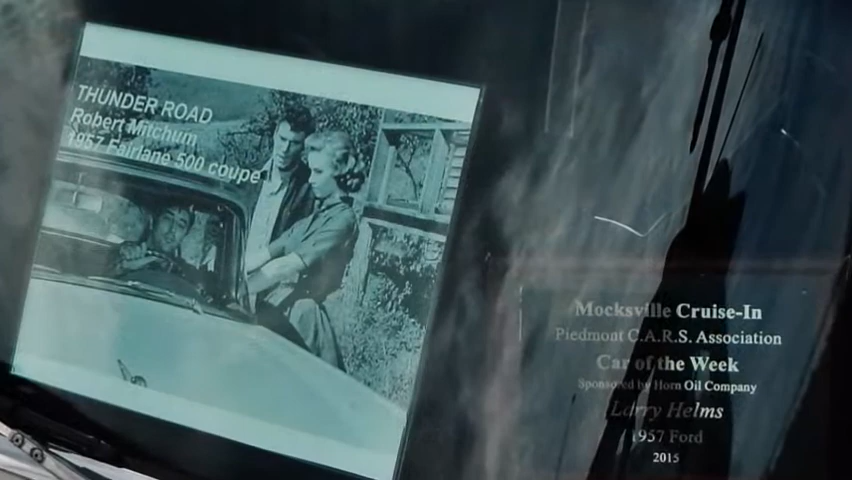 THUNDER ROAD
Robert Mitchum
1957 Fairlane 500 coupe
Mocksville Cruise-In
Piedmont C.A.R.S. Association
Car of the Week
Sponsored by Horn Oil Company
Larry Helms
1957 Ford
2015